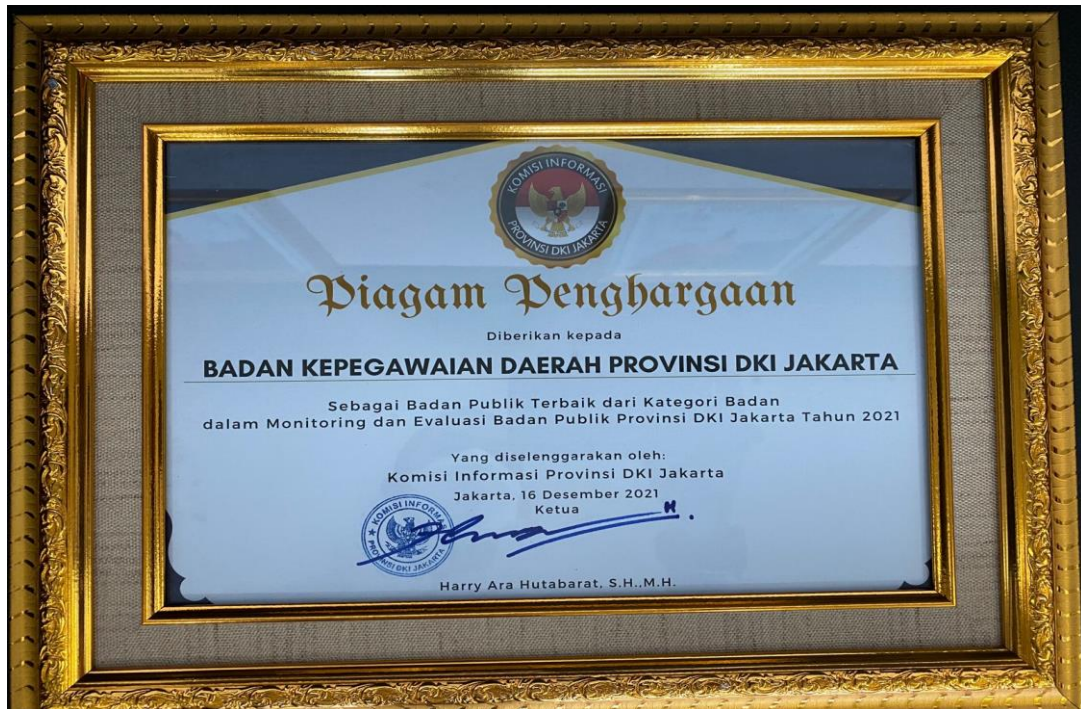 KOMISI INFORMASI
PROVINSI DKI JAKARTA
Piagam Penghargaan
Diberikan kepada
BADAN KEPEGAWAIAN DAERAH PROVINSI DKI JAKARTA
Sebagai Badan Publik Terbaik dari Kategori Badan
dalam Monitoring dan Evaluasi Badan Publik Provinsi DKI Jakarta Tahun 2021
Yang diselenggarakan oleh:
Komisi Informasi Provinsi DKI Jakarta
Jakarta, 16 Desember 2021
Ketua
KOMISI INFORMASI
PROVINSI DKI JAKARTA
Harry Ara Hutabarat, S.H.,M.H.